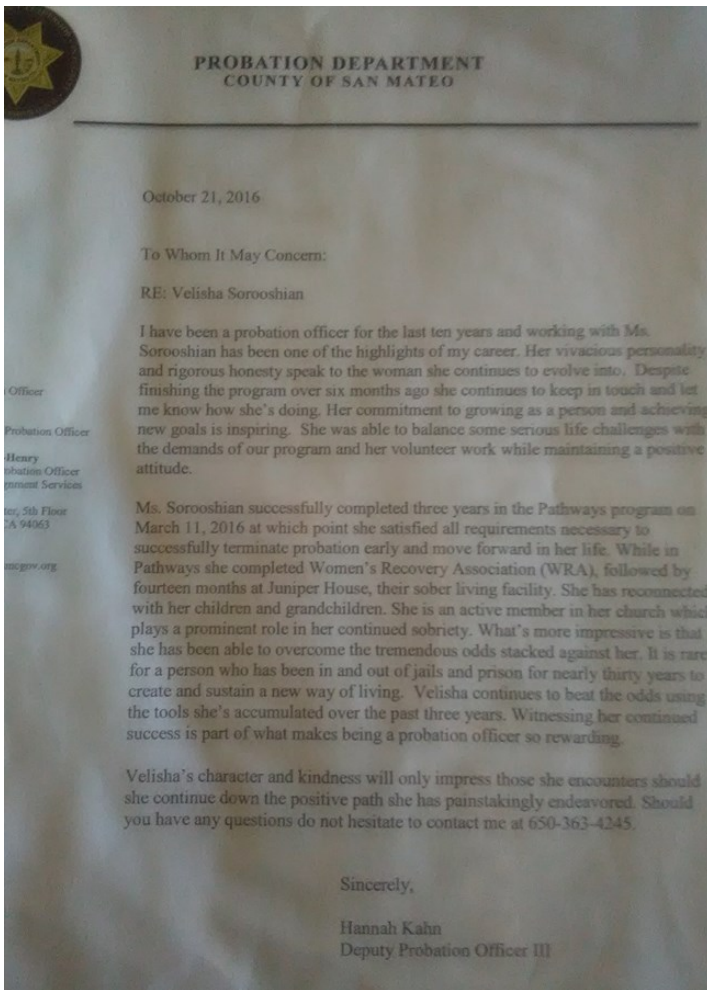 PROBATION DEPARTMENT
COUNTY OF SAN MATEO
October 21, 2016
To Whom It May Concern:
RE: Velisha Sorooshian
I have been a probation officer for the last ten years and working with Ms.
Sorooshian has been one of the highlights of my career. Her vivacious personality
and rigorous honesty speak to the woman she continues to evolve into. Despite
finishing the program over six months ago she continues to keep in touch and let
me know how she's doing. Her commitment to growing as a person and achieving
new goals is inspiring. She was able to balance some serious life challenges with
the demands of our program and her volunteer work while maintaining a positive
attitude.
Officer
Probation Officer
-Henry
obation Officer
gnment Services
ter, 5th Floor
CA 94063
mcgov.org
Ms. Sorooshian successfully completed three years in the Pathways program on
March 11, 2016 at which point she satisfied all requirements necessary to
successfully terminate probation early and move forward in her life. While in
Pathways she completed Women's Recovery Association (WRA), followed by
fourteen months at Juniper House, their sober living facility. She has reconnected
with her children and grandchildren. She is an active member in her church which
plays a prominent role in her continued sobriety. What's more impressive is that
she has been able to overcome the tremendous odds stacked against her. It is rare
for a person who has been in and out of jails and prison for nearly thirty years to
create and sustain a new way of living. Velisha continues to beat the odds using
the tools she's accumulated over the past three years. Witnessing her continued
success is part of what makes being a probation officer so rewarding.
Velisha's character and kindness will only impress those she encounters should
she continue down the positive path she has painstakingly endeavored. Should
you have any questions do not hesitate to contact me at 650-363-4245.
Sincerely,
Hannah Kahn
Deputy Probation Officer III